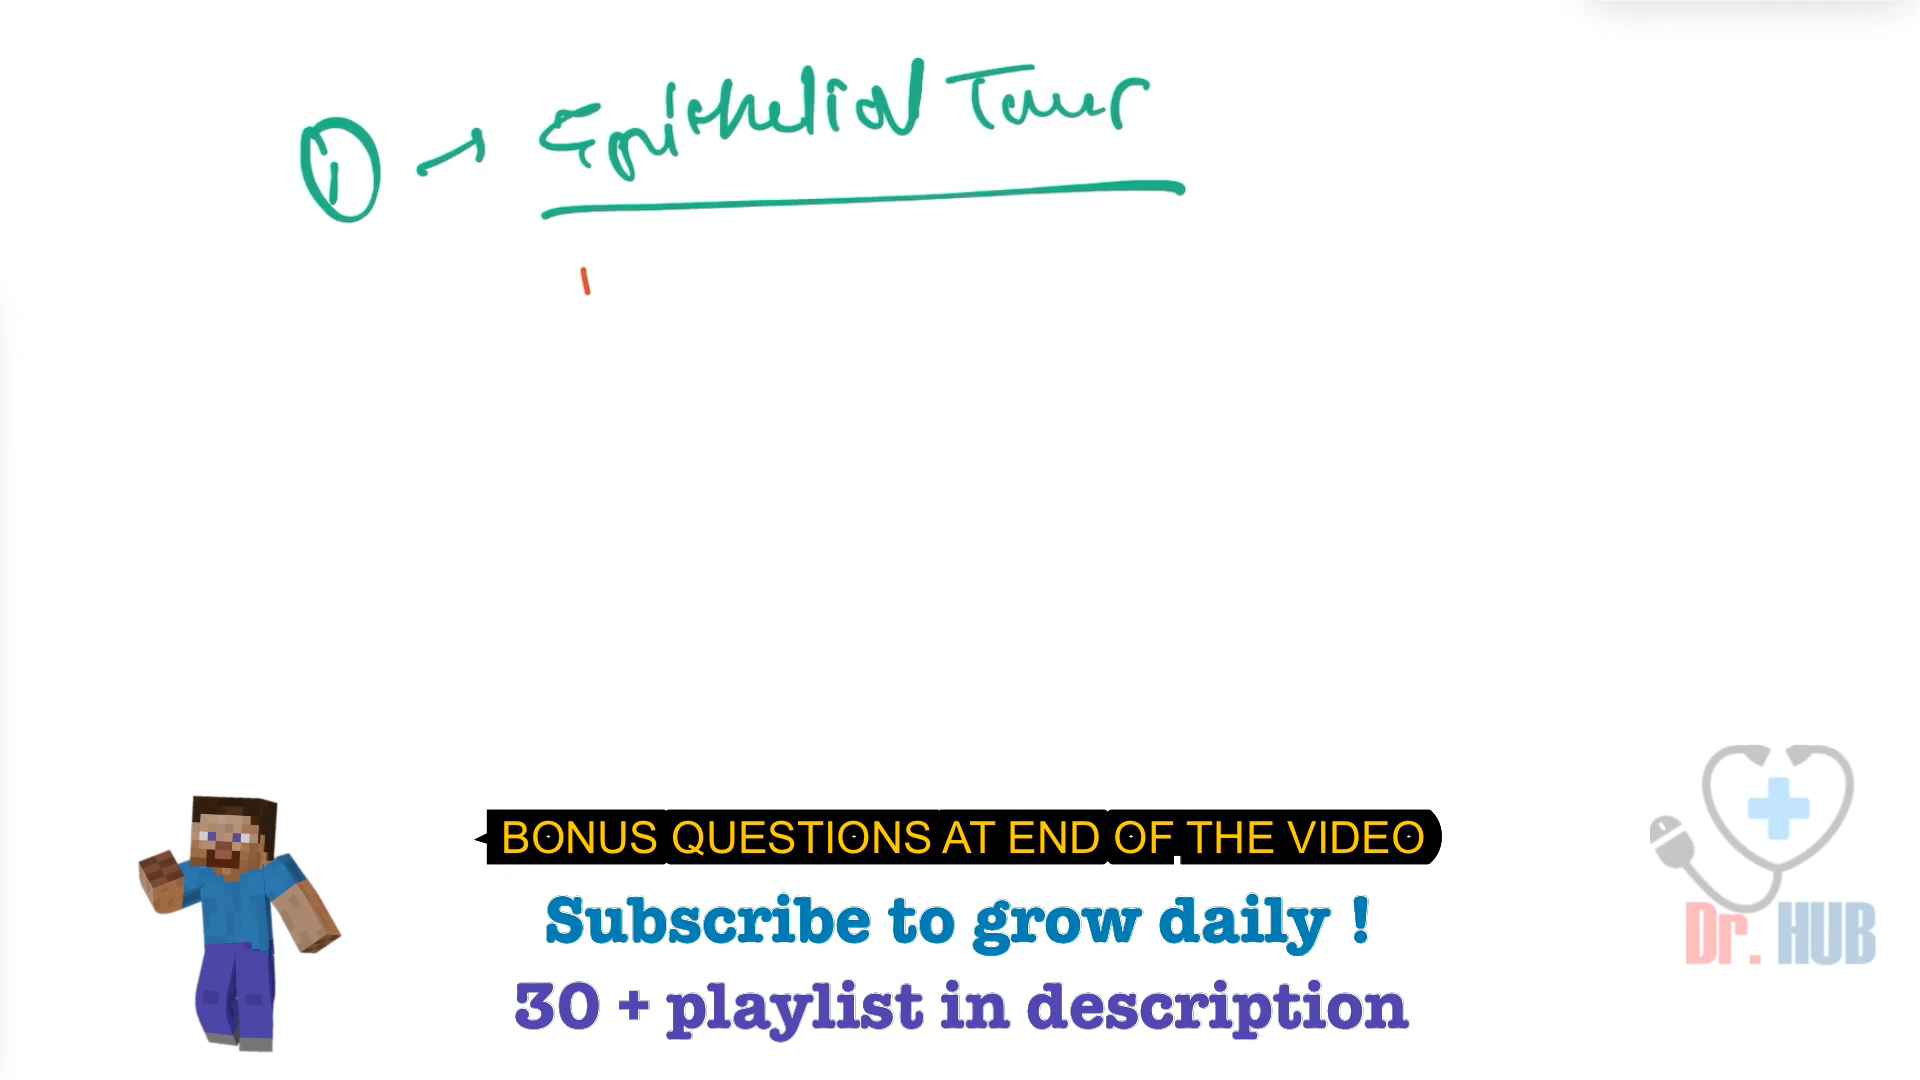 ① → Epithelial Tumur
BONUS QUESTIONS AT END OF THE VIDEO
Subscribe to grow daily !
30 + playlist in description
Dr. HUB